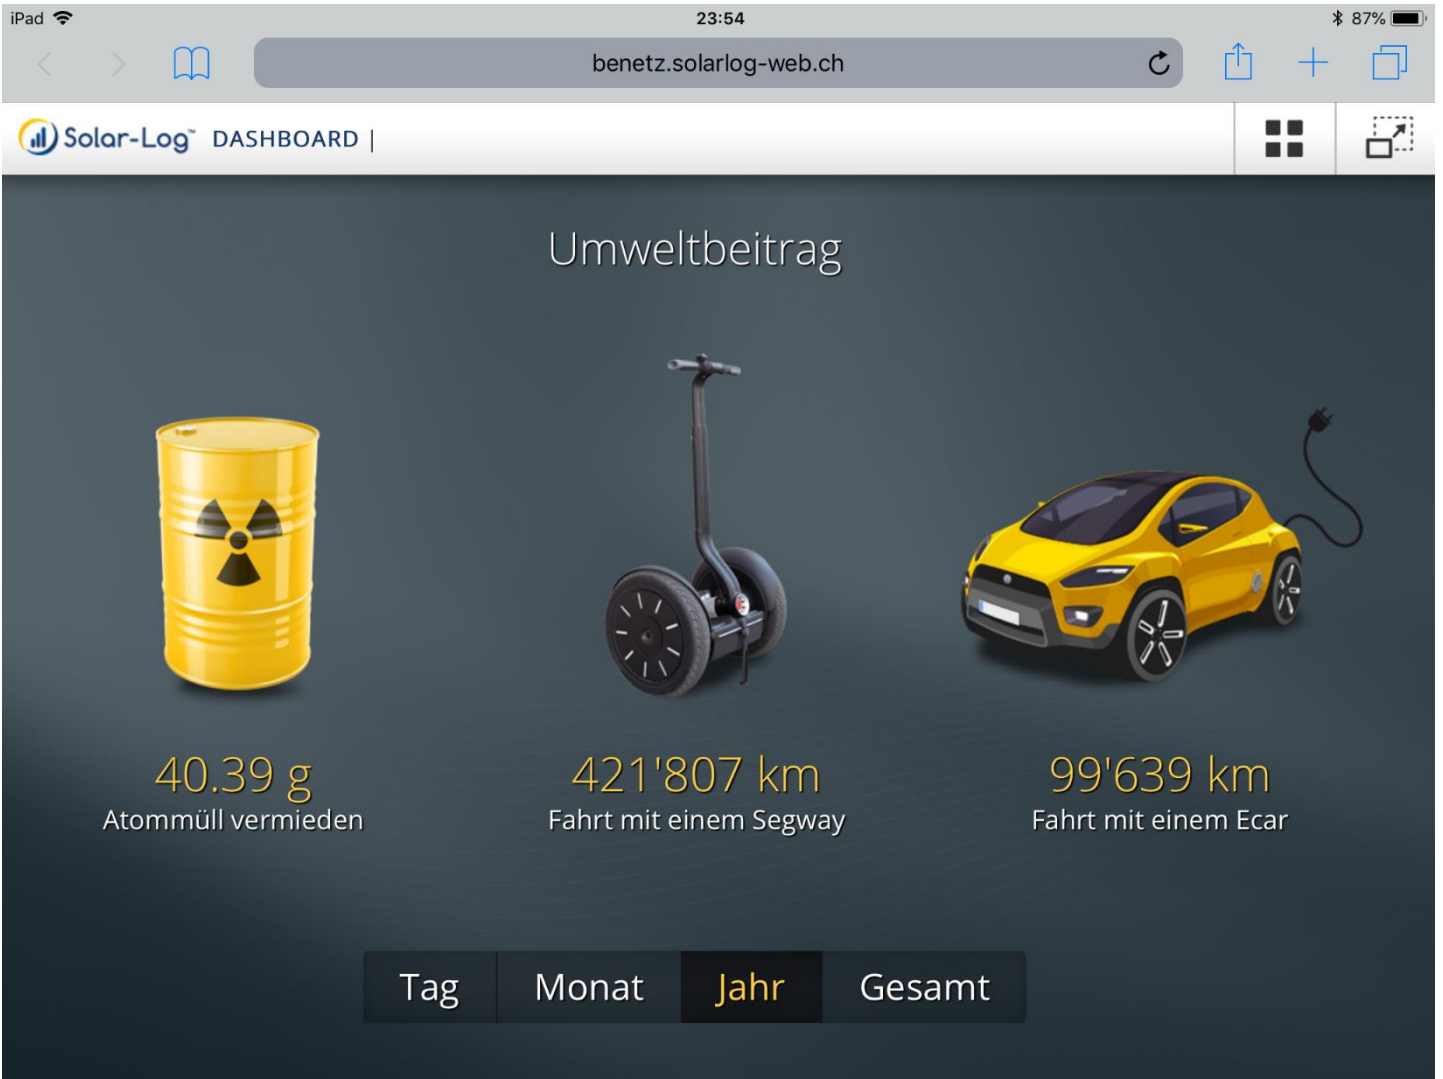 iPad 23:54 87%
benetz.solarlog-web.ch
Solar-Log™ DASHBOARD |
Umweltbeitrag
40.39 g 421'807 km 99'639 km
Atommüll vermieden Fahrt mit einem Segway Fahrt mit einem Ecar
Tag Monat Jahr Gesamt